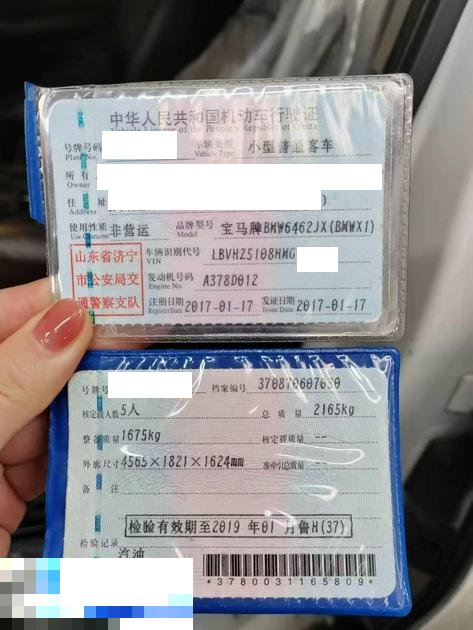 中华人民共和国机动车行驶证
Vehicle License of the People's Republic of China
号牌号码
Plate No.
车辆类型 小型普通客车
Vehicle Type
所有
Owner
住址
Address
使用性质 非营运
Use Character
品牌型号 宝马牌BMW6462JX(BMWX1)
Model
山东省济宁
市公安局交
通警察支队
车辆识别代号 LBVHZ5108HMG
VIN
发动机号码 A378D012
Engine No.
注册日期 2017-01-17 发证日期 2017-01-17
Register Date Issue Date
号牌号
档案编号 370870607030
核定载人数 5人 总质量 2165kg
整备质量 1675kg 核定载质量 --
外廓尺寸 4565×1821×1624mm 准牵引总质量 --
备注
检验有效期至2019年01月鲁H(37)
检验记录
汽油
*3780031165809*